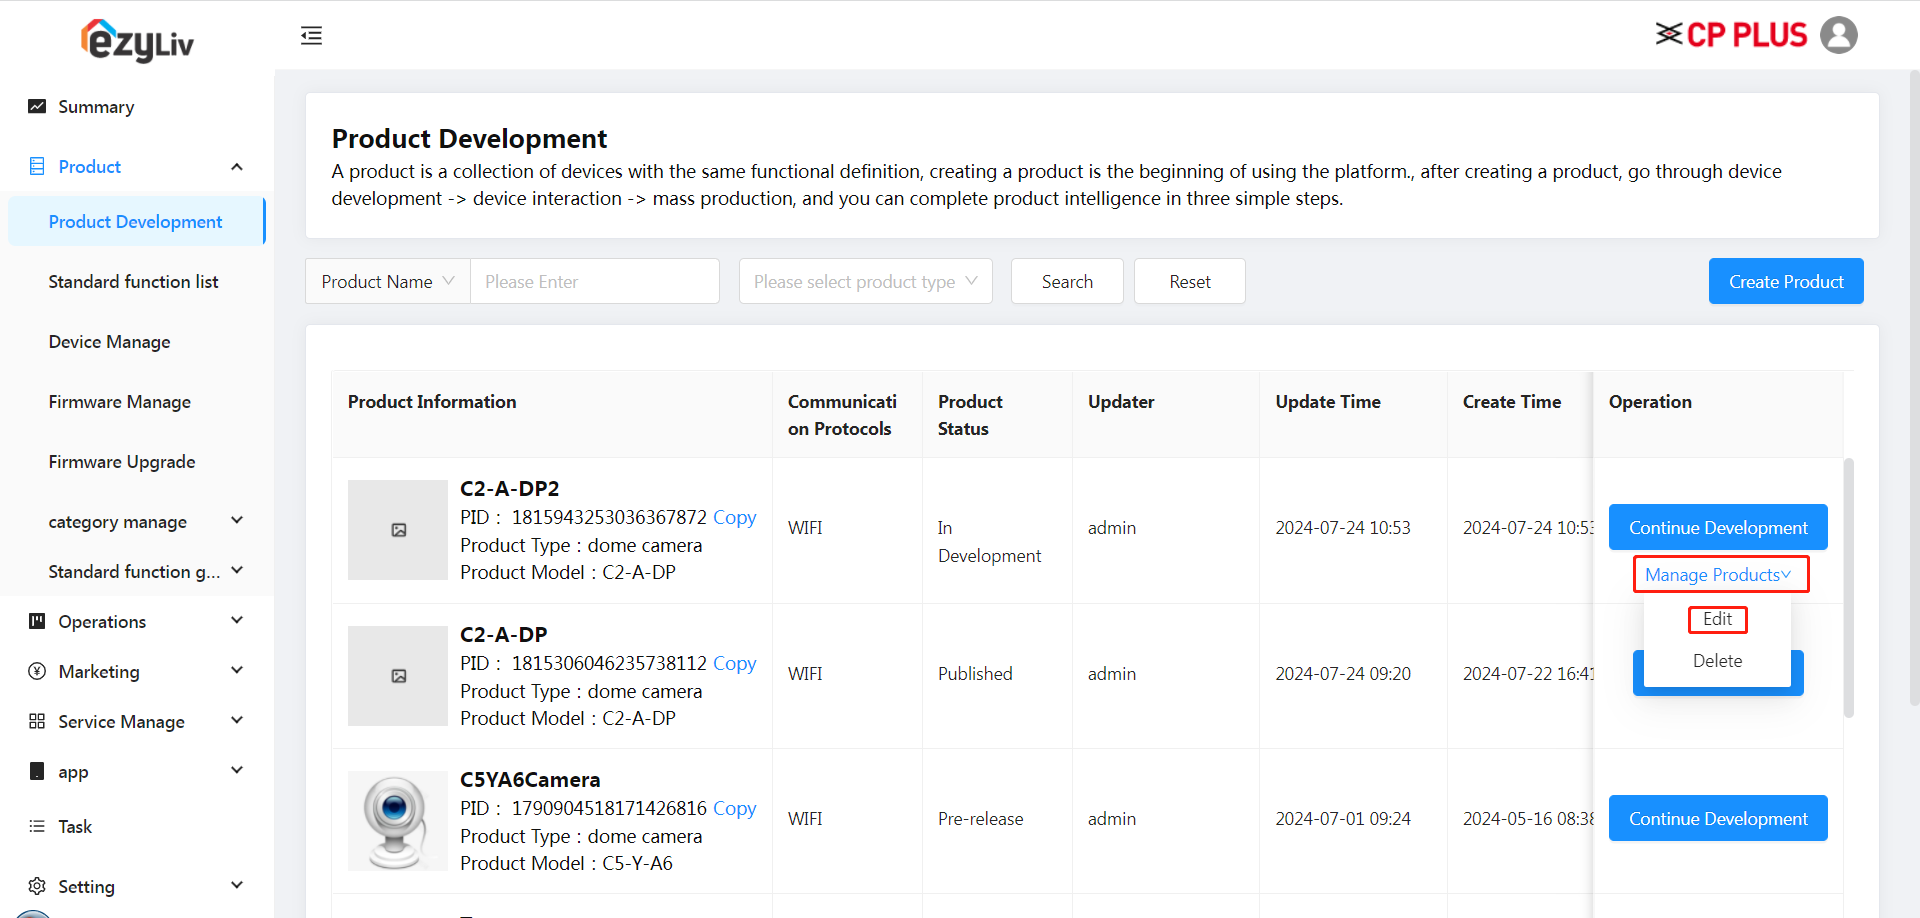 ezyLiv
CP PLUS
Summary
Product
Product Development
Standard function list
Device Manage
Firmware Manage
Firmware Upgrade
category manage
Standard function g...
Operations
Marketing
Service Manage
app
Task
Setting
Product Development
A product is a collection of devices with the same functional definition, creating a product is the beginning of using the platform., after creating a product, go through device
development -> device interaction -> mass production, and you can complete product intelligence in three simple steps.
Product Name
Please Enter
Please select product type
Search
Reset
Create Product
Product Information
Communicati
on Protocols
Product
Status
Updater
Update Time
Create Time
Operation
C2-A-DP2
PID : 1815943253036367872 Copy
Product Type : dome camera
Product Model : C2-A-DP
WIFI
In
Development
admin
2024-07-24 10:53
2024-07-24 10:53
Continue Development
Manage Products
Edit
Delete
C2-A-DP
PID : 1815306046235738112 Copy
Product Type : dome camera
Product Model : C2-A-DP
WIFI
Published
admin
2024-07-24 09:20
2024-07-22 16:41
C5YA6Camera
PID : 1790904518171426816 Copy
Product Type : dome camera
Product Model : C5-Y-A6
WIFI
Pre-release
admin
2024-07-01 09:24
2024-05-16 08:38
Continue Development